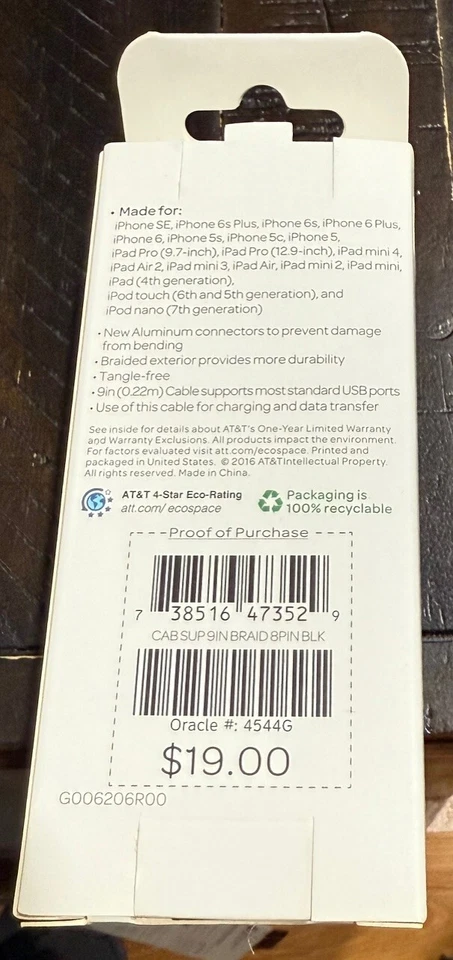 • Made for:
iPhone SE, iPhone 6s Plus, iPhone 6s, iPhone 6 Plus,
iPhone 6, iPhone 5s, iPhone 5c, iPhone 5,
iPad Pro (9.7-inch), iPad Pro (12.9-inch), iPad mini 4,
iPad Air 2, iPad mini 3, iPad Air, iPad mini 2, iPad mini,
iPad (4th generation),
iPod touch (6th and 5th generation), and
iPod nano (7th generation)
• New Aluminum connectors to prevent damage
from bending
• Braided exterior provides more durability
• Tangle-free
• 9in (0.22m) Cable supports most standard USB ports
• Use of this cable for charging and data transfer
See inside for details about AT&T's One-Year Limited Warranty
and Warranty Exclusions. All products impact the environment.
For factors evaluated visit att.com/ecospace. Printed and
packaged in United States. © 2016 AT&TIntellectual Property.
All rights reserved. Made in China.
AT&T 4-Star Eco-Rating
att.com/ ecospace
Packaging is
100% recyclable
Proof of Purchase
7 38516 47352 9
CAB SUP 9IN BRAID 8PIN BLK
Oracle #: 4544G
$19.00
G006206R00